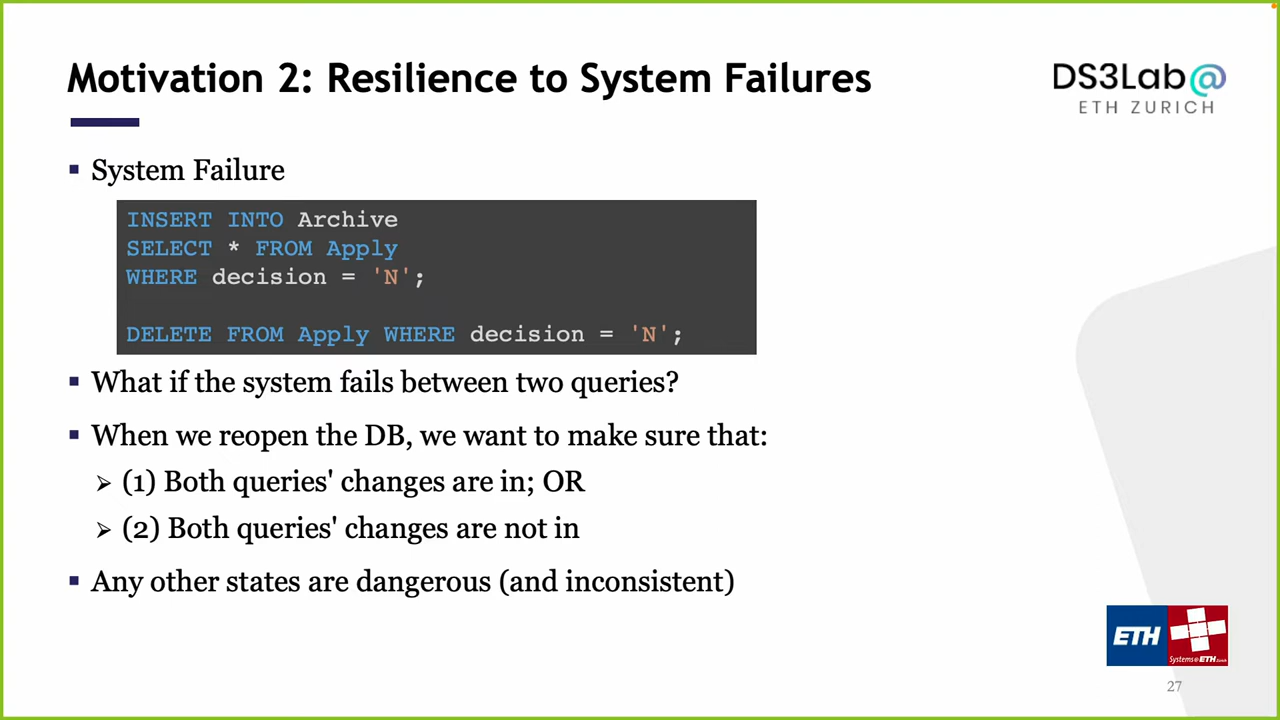 Motivation 2: Resilience to System Failures
DS3Lab@
ETH ZURICH
▪ System Failure
INSERT INTO Archive
SELECT * FROM Apply
WHERE decision = 'N';
DELETE FROM Apply WHERE decision = 'N';
▪ What if the system fails between two queries?
▪ When we reopen the DB, we want to make sure that:
➢ (1) Both queries' changes are in; OR
➢ (2) Both queries' changes are not in
▪ Any other states are dangerous (and inconsistent)
ETH
Systems@ETH Zürich
27